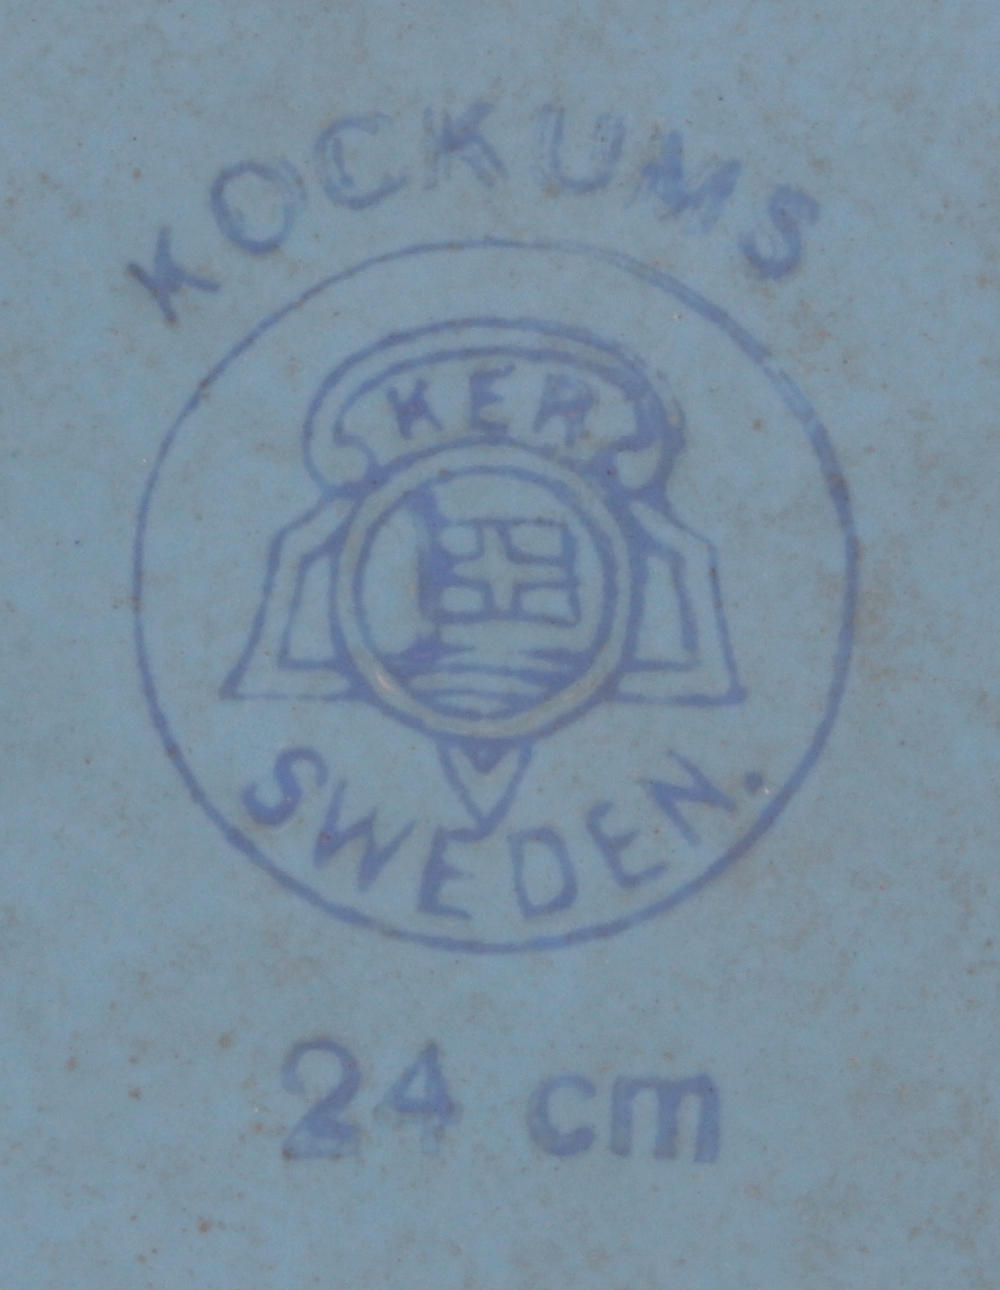 KOCKUMS
KER
SWEDEN.
24 cm